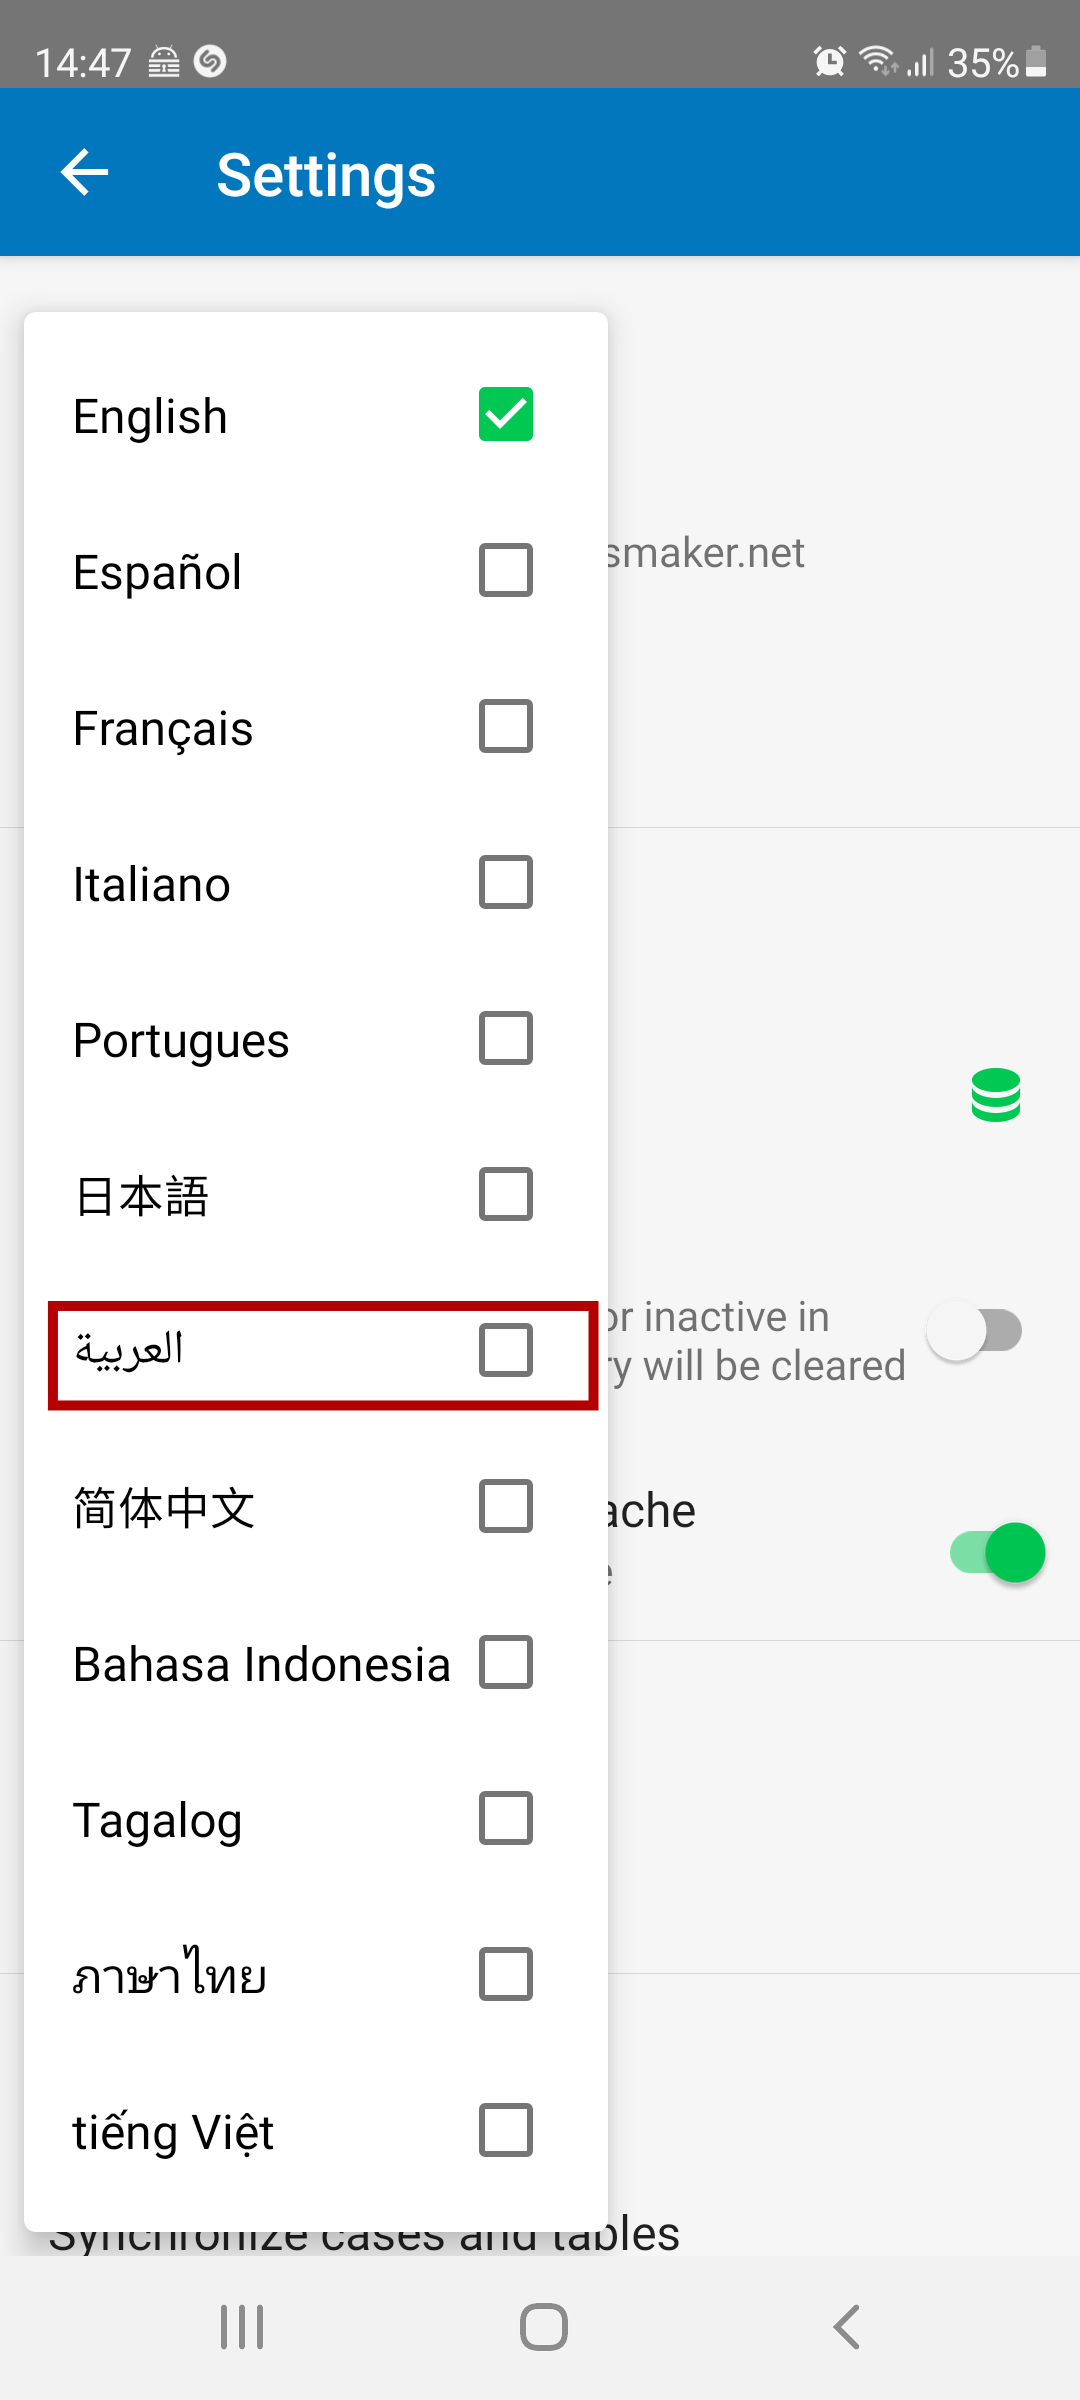 14:47
35%
Settings
English
Español
smaker.net
Français
Italiano
Portugues
日本語
العربية
or inactive in
ry will be cleared
简体中文
ache
e
Bahasa Indonesia
Tagalog
ภาษาไทย
tiếng Việt
Synchronize cases and tables